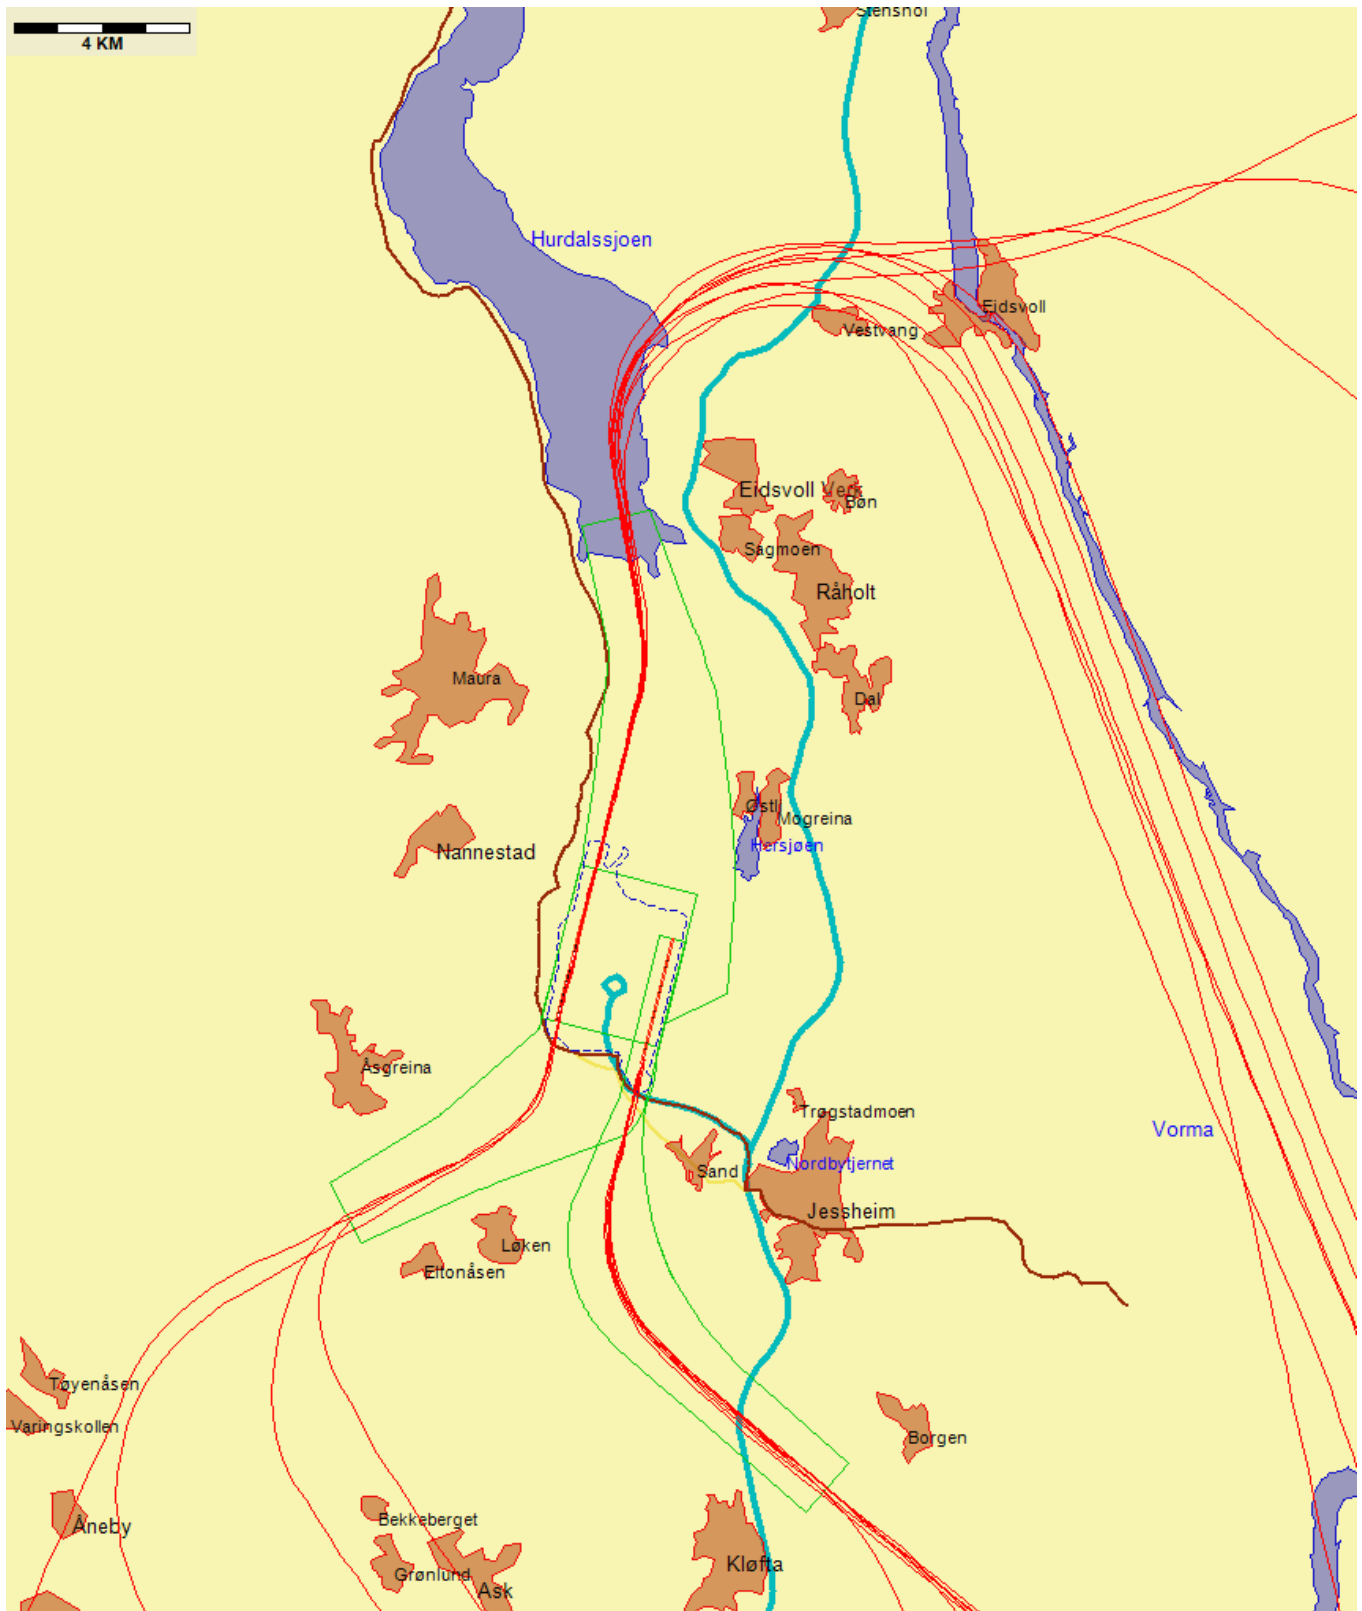 Stenshol
4 KM
Hurdalssjoen
Eidsvoll
Vestvang
Eidsvoll Verk
Bøn
Sagmoen
Råholt
Maura
Dal
Østli
Mogreina
Hersjøen
Nannestad
Åsgreina
Trøgstadmoen
Vorma
Nordbytjernet
Sand
Jessheim
Løken
Eltonåsen
Tøyenåsen
Varingskollen
Borgen
Bekkeberget
Åneby
Kløfta
Grønlund
Ask